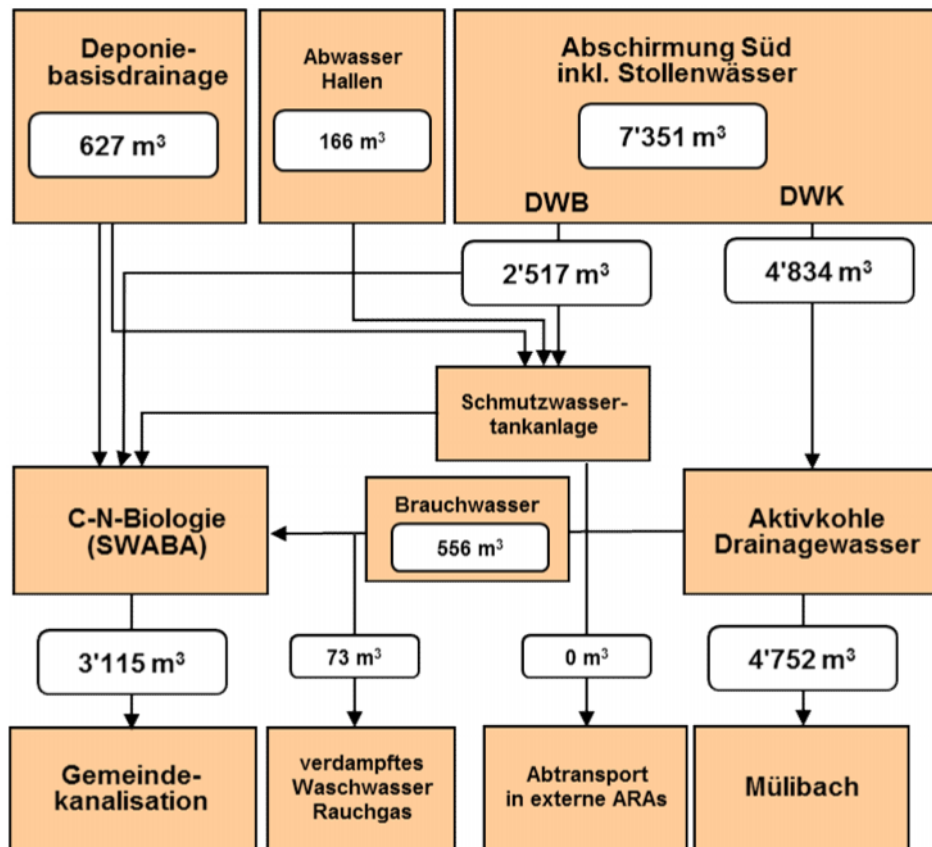 Deponie-
basisdrainage
627 m³
Abwasser
Hallen
166 m³
Abschirmung Süd
inkl. Stollenwässer
7'351 m³
DWB
DWK
2'517 m³
4'834 m³
Schmutzwasser-
tankanlage
C-N-Biologie
(SWABA)
Brauchwasser
556 m³
Aktivkohle
Drainagewasser
3'115 m³
73 m³
0 m³
4'752 m³
Gemeinde-
kanalisation
verdampftes
Waschwasser
Rauchgas
Abtransport
in externe ARAs
Mülibach